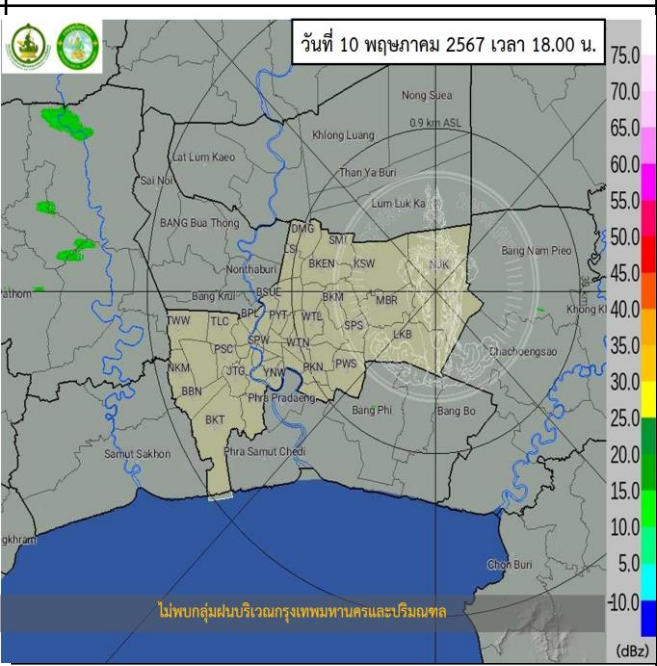 วันที่ 10 พฤษภาคม 2567 เวลา 18.00 น.
75.0
Nong Suea
70.0
0.9 km ASL
Khlong Luang
65.0
Lat Lum Kaeo
Than Ya Buri
60.0
Sai Noi
Lum Luk Ka
55.0
BANG Bua Thong
DMG
SMI
50.0
LSI
Bang Nam Pieo
BKEN
KSW
NJK
45.0
Nonthaburi
athom
Bang Krui
BSUE
BKM
MBR
40.0
Khong Kh
TWW
TLC
BPL
PYT
WTL
SPS
35.0
LKB
PSC
SPW
WTN
Chachoengsao
NKM
JTG
YNW
PKN
PWS
30.0
BBN
Phra Pradaeng
25.0
BKT
Bang Phi
Bang Bo
20.0
Samut Sakhon
Phra Samut Chedi
15.0
gkhram
10.0
Chon Buri
5.0
ไม่พบกลุ่มฝนบริเวณกรุงเทพมหานครและปริมณฑล
-10.0
(dBz)